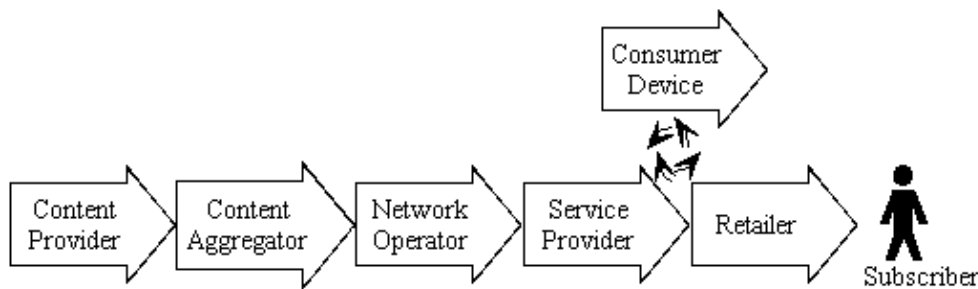 Consumer
Device
Content
Provider
Content
Aggregator
Network
Operator
Service
Provider
Retailer
Subscriber